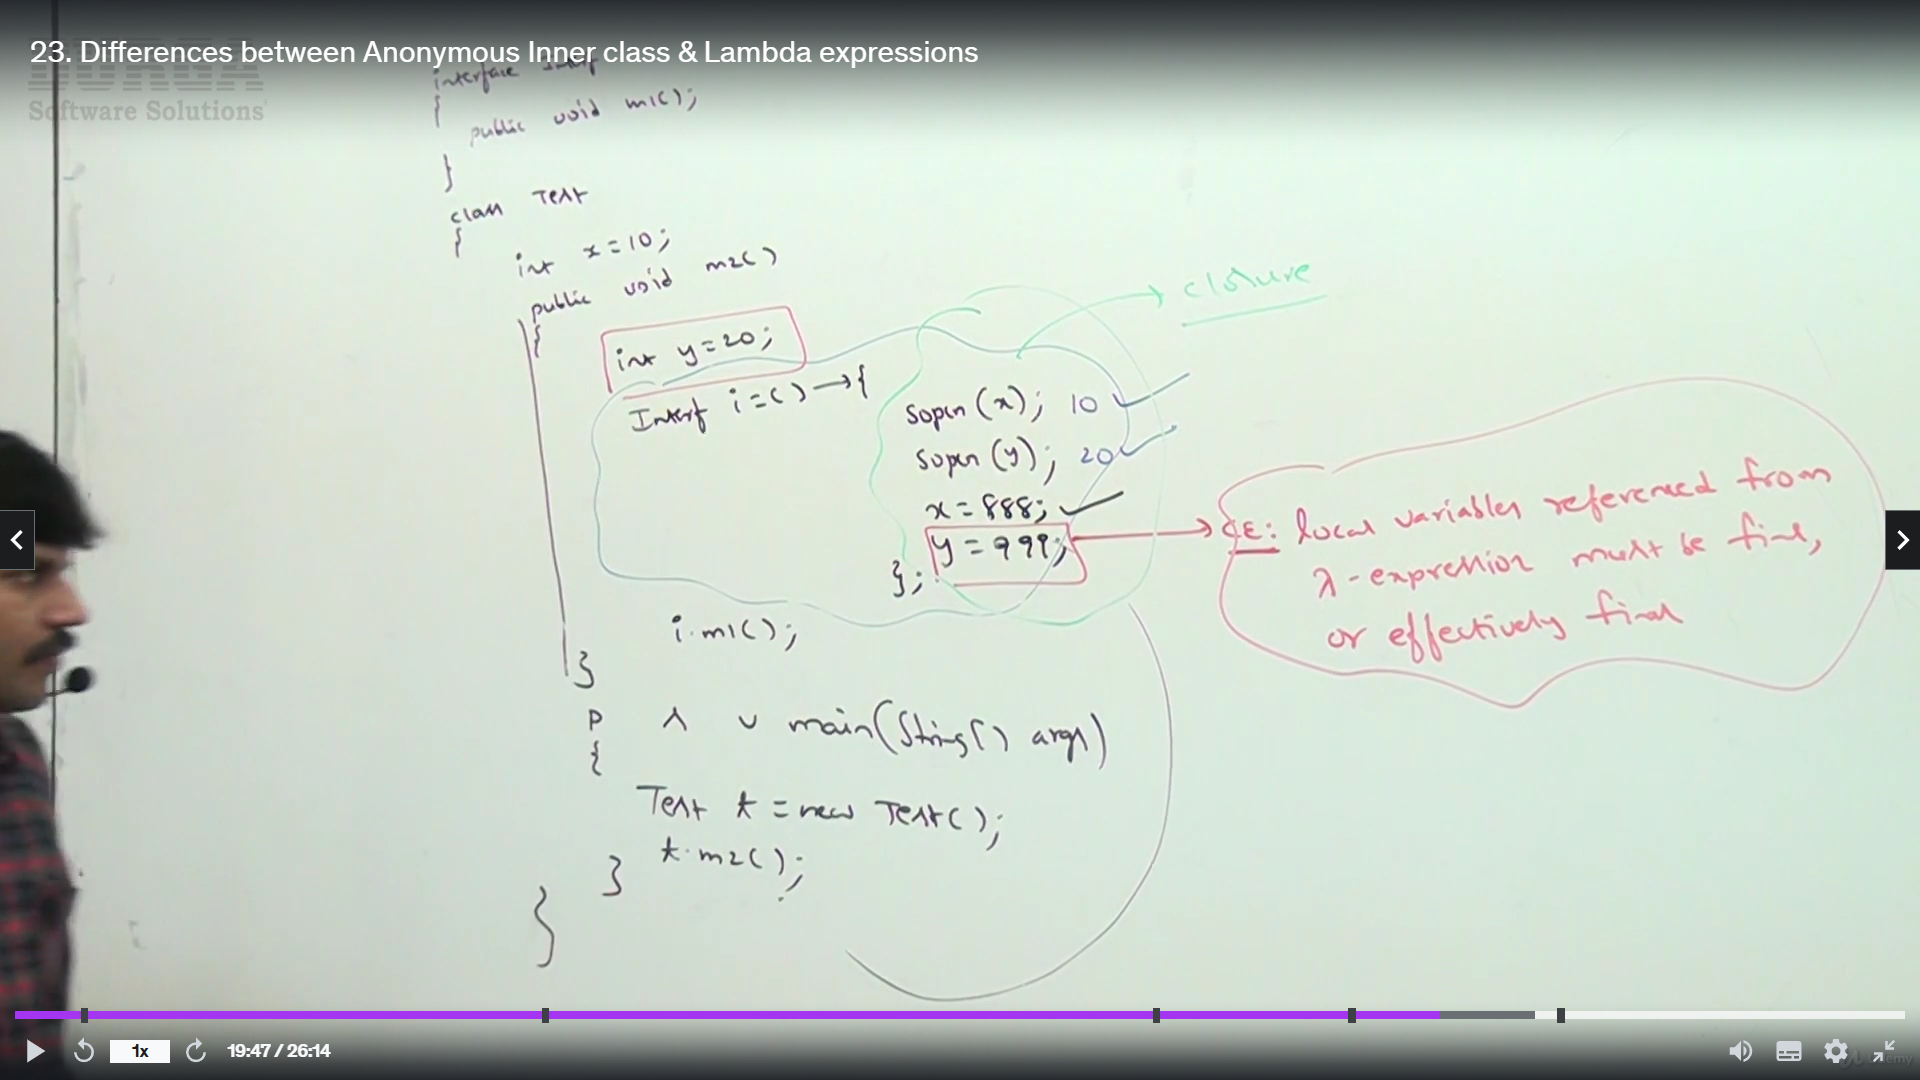 23. Differences between Anonymous Inner class & Lambda expressions
DURGA
Software Solutions
interface Interf
{
public void m1();
}
class Test
{
int x=10;
public void m2()
{
int y=20;
Interf i=()→{
closure
sopln(x); 10
sopln(y); 20
x=888;
y=999;
};
CE: local variables referenced from
λ-expression must be final,
or effectively final
i.m1();
}
P s v main(String[] args)
{
Test t=new Test();
t.m2();
}
}
1x
19:47 / 26:14